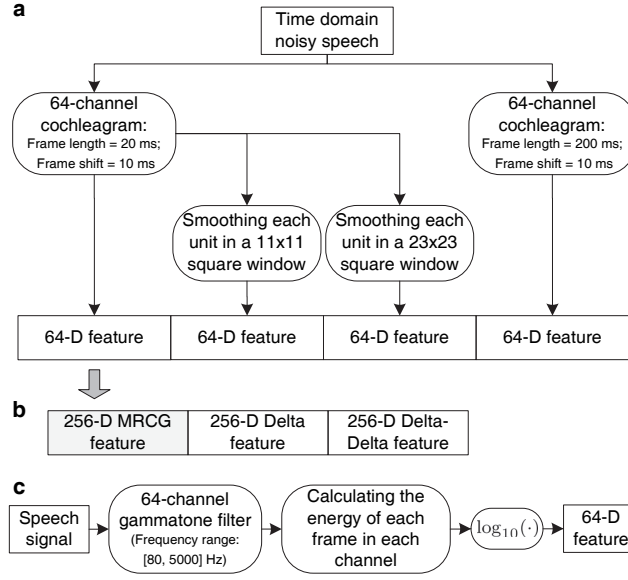 a
Time domain
noisy speech
64-channel
cochleagram:
Frame length = 20 ms;
Frame shift = 10 ms
64-channel
cochleagram:
Frame length = 200 ms;
Frame shift = 10 ms
Smoothing each
unit in a 11x11
square window
Smoothing each
unit in a 23x23
square window
64-D feature
64-D feature
64-D feature
64-D feature
b
256-D MRCG
feature
256-D Delta
feature
256-D Delta-
Delta feature
c
Speech
signal
64-channel
gammatone filter
(Frequency range:
[80, 5000] Hz)
Calculating the
energy of each
frame in each
channel
log₁₀(·)
64-D
feature